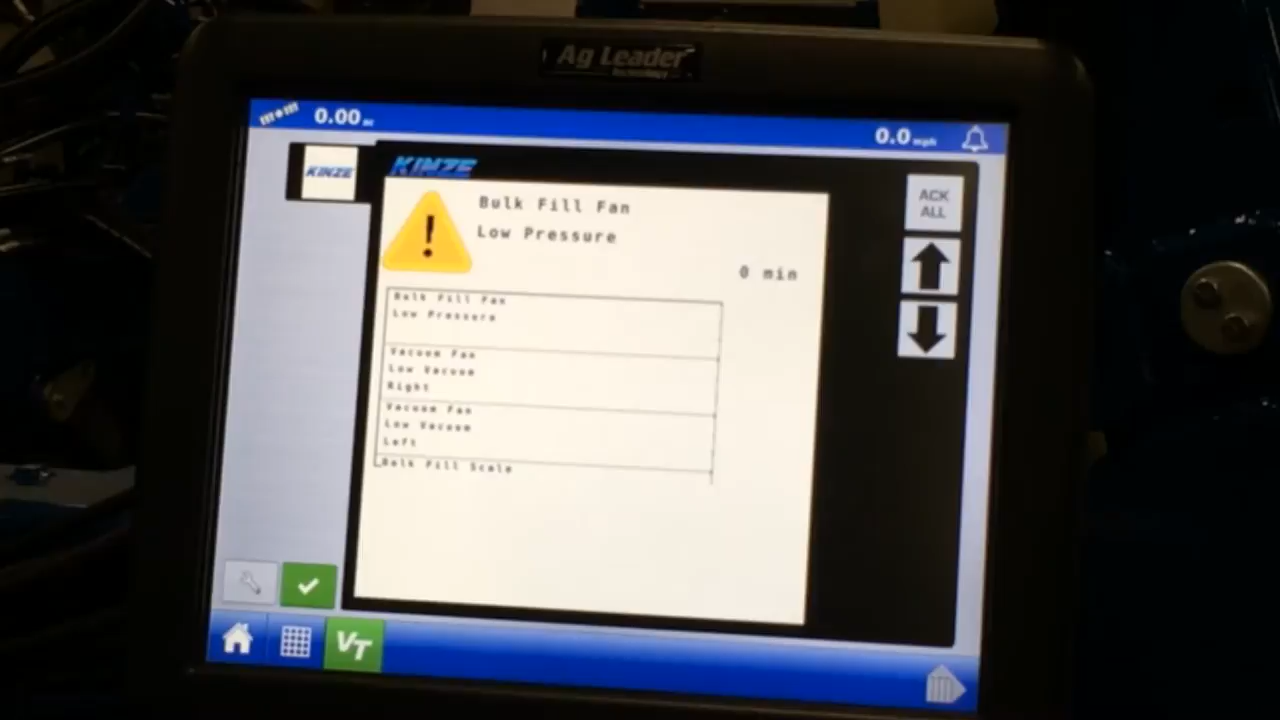 Ag Leader
TECHNOLOGY
0.00 ac
0.0 mph
KINZE
KINZE
Bulk Fill Fan
Low Pressure
0 min
ACK
ALL
Bulk Fill Fan
Low Pressure
Vacuum Fan
Low Vacuum
Right
Vacuum Fan
Low Vacuum
Left
Bulk Fill Scale
VT